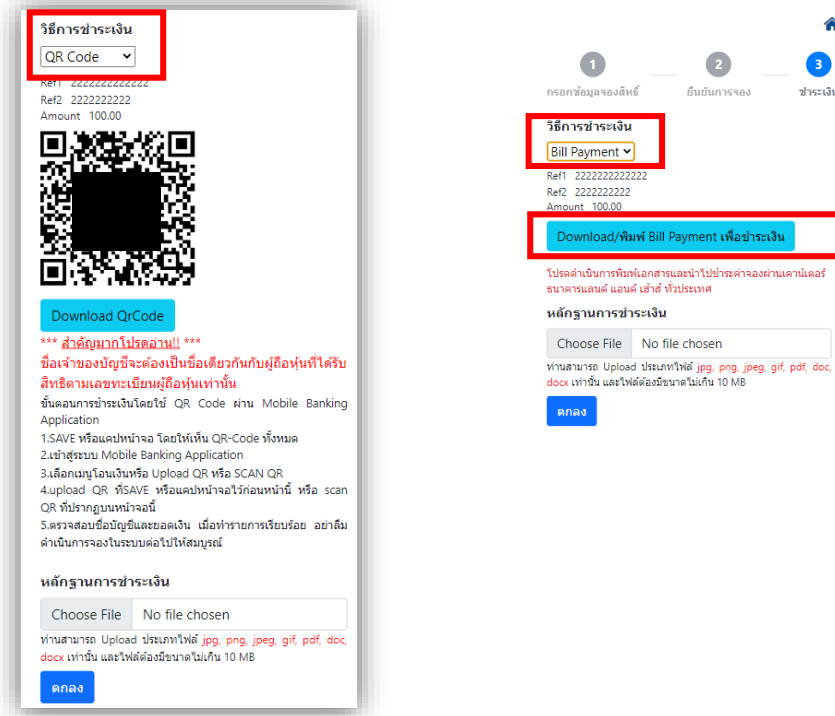 วิธีการชำระเงิน
QR Code
Ref1 2222222222222
Ref2 2222222222
Amount 100.00
Download QrCode
*** สำคัญมากโปรดอ่าน!! ***
ชื่อเจ้าของบัญชีจะต้องเป็นชื่อเดียวกันกับผู้ถือหุ้นที่ได้รับ
สิทธิตามเลขทะเบียนผู้ถือหุ้นเท่านั้น
ขั้นตอนการชำระเงินโดยใช้ QR Code ผ่าน Mobile Banking
Application
1.SAVE หรือแคปหน้าจอ โดยให้เห็น QR-Code ทั้งหมด
2.เข้าสู่ระบบ Mobile Banking Application
3.เลือกเมนูโอนเงินหรือ Upload QR หรือ SCAN QR
4.upload QR ที่SAVE หรือแคปหน้าจอไว้ก่อนหน้านี้ หรือ scan
QR ที่ปรากฏบนหน้าจอนี้
5.ตรวจสอบชื่อบัญชีและยอดเงิน เมื่อทำรายการเรียบร้อย อย่าลืม
ดำเนินการจองในระบบต่อไปให้สมบูรณ์
หลักฐานการชำระเงิน
Choose File No file chosen
ท่านสามารถ Upload ประเภทไฟล์ jpg, png, jpeg, gif, pdf, doc,
docx เท่านั้น และไฟล์ต้องมีขนาดไม่เกิน 10 MB
ตกลง
1 2 3
กรอกข้อมูลจองสิทธิ์ ยืนยันการจอง ชำระเงิน
วิธีการชำระเงิน
Bill Payment
Ref1 2222222222222
Ref2 2222222222
Amount 100.00
Download/พิมพ์ Bill Payment เพื่อชำระเงิน
โปรดดำเนินการพิมพ์เอกสารและนำไปชำระค่าจองผ่านเคาน์เตอร์
ธนาคารแลนด์ แอนด์ เฮ้าส์ ทั่วประเทศ
หลักฐานการชำระเงิน
Choose File No file chosen
ท่านสามารถ Upload ประเภทไฟล์ jpg, png, jpeg, gif, pdf, doc,
docx เท่านั้น และไฟล์ต้องมีขนาดไม่เกิน 10 MB
ตกลง